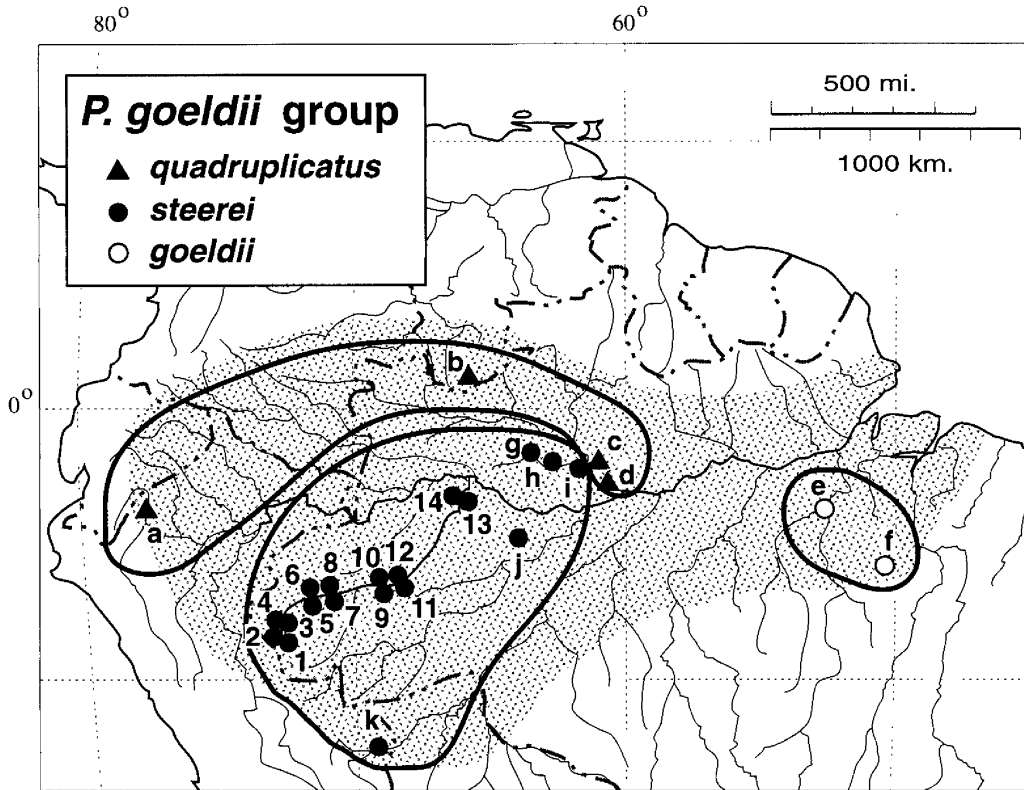 80° 60°
500 mi.
1000 km.
P. goeldii group
quadruplicatus
steerei
goeldii
0°
b
c
d
g
h
i
a
e
f
14
13
j
10 12
8
6
11
9
7
5
4
3
2
1
k